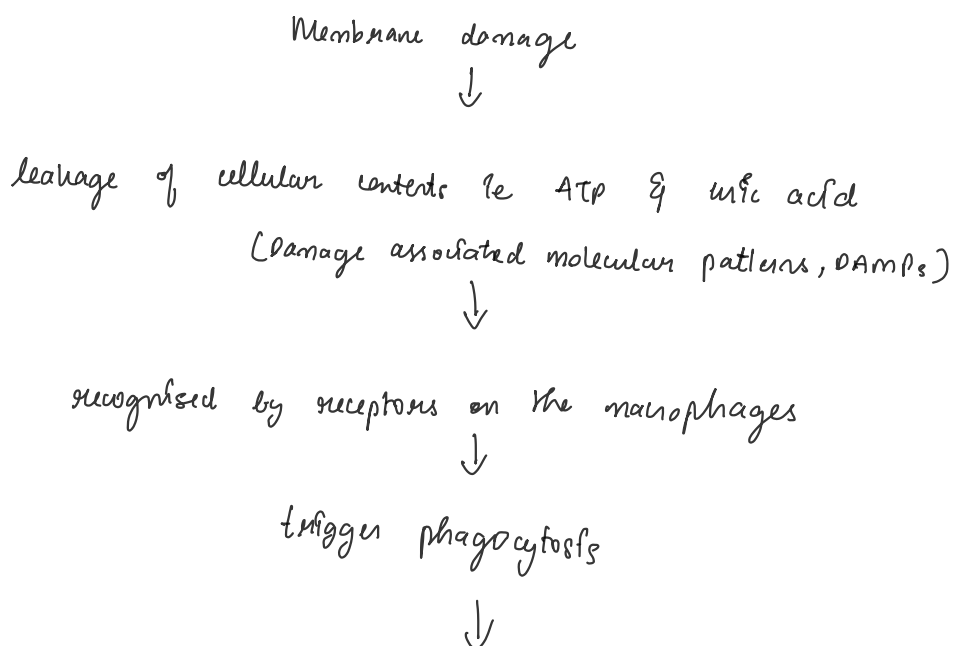 Membrane damage
↓
leakage of cellular contents ie ATP & uric acid
(Damage associated molecular patterns, DAMPs)
↓
recognised by receptors on the macrophages
↓
trigger phagocytosis
↓